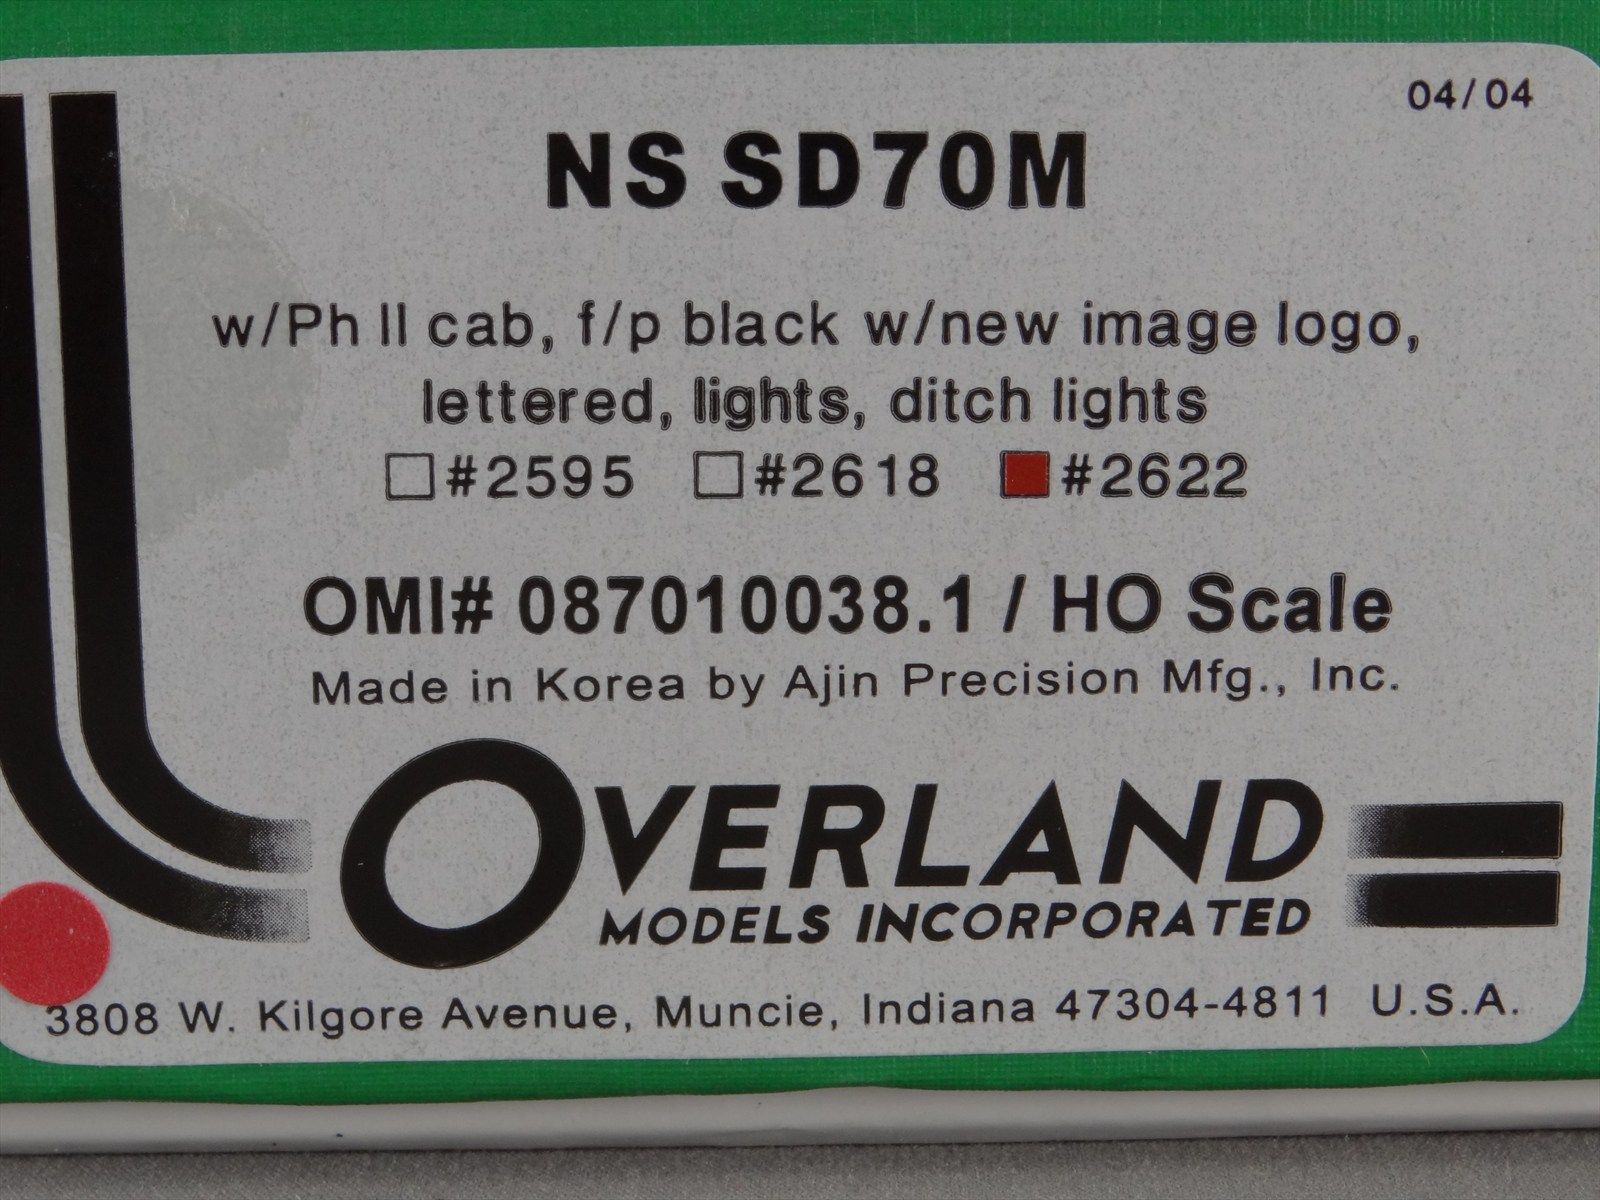 04/04
NS SD70M
w/Ph II cab, f/p black w/new image logo,
lettered, lights, ditch lights
#2595 #2618 #2622
OMI# 087010038.1 / HO Scale
Made in Korea by Ajin Precision Mfg., Inc.
OVERLAND
MODELS INCORPORATED
3808 W. Kilgore Avenue, Muncie, Indiana 47304-4811 U.S.A.